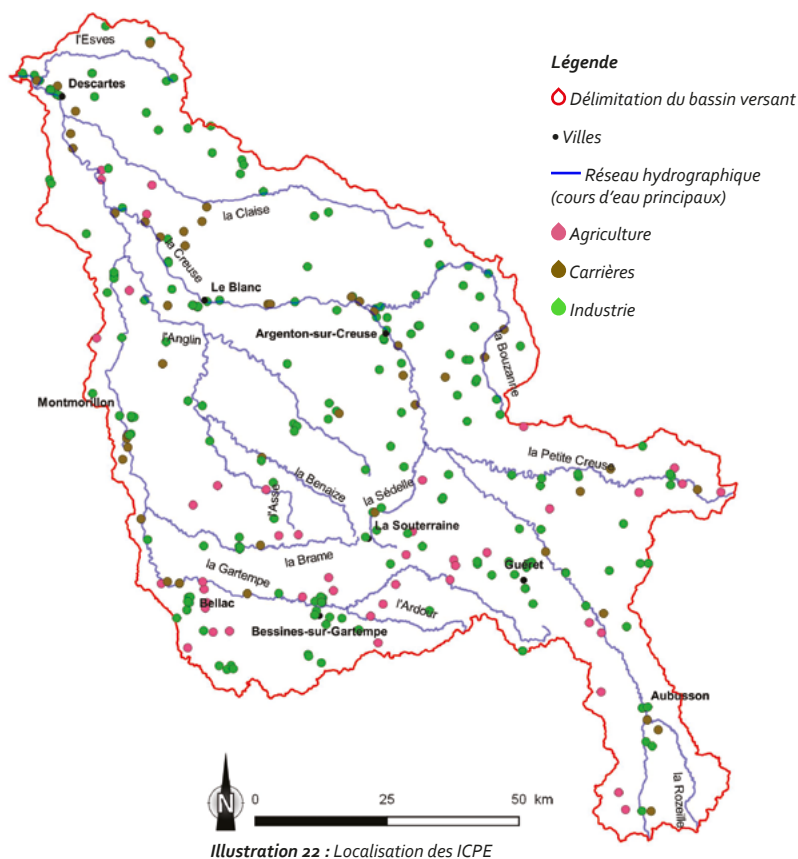 l'Esves
Descartes
la Claise
la Creuse
Le Blanc
Argenton-sur-Creuse
l'Anglin
la Bouzanne
Montmorillon
la Petite Creuse
la Benaize
l'Asse
la Sédelle
La Souterraine
la Brame
la Gartempe
Guéret
Bellac
l'Ardour
Bessines-sur-Gartempe
Aubusson
la Rozeille
Légende
Délimitation du bassin versant
Villes
Réseau hydrographique
(cours d'eau principaux)
Agriculture
Carrières
Industrie
N
0 25 50 km
Illustration 22 : Localisation des ICPE